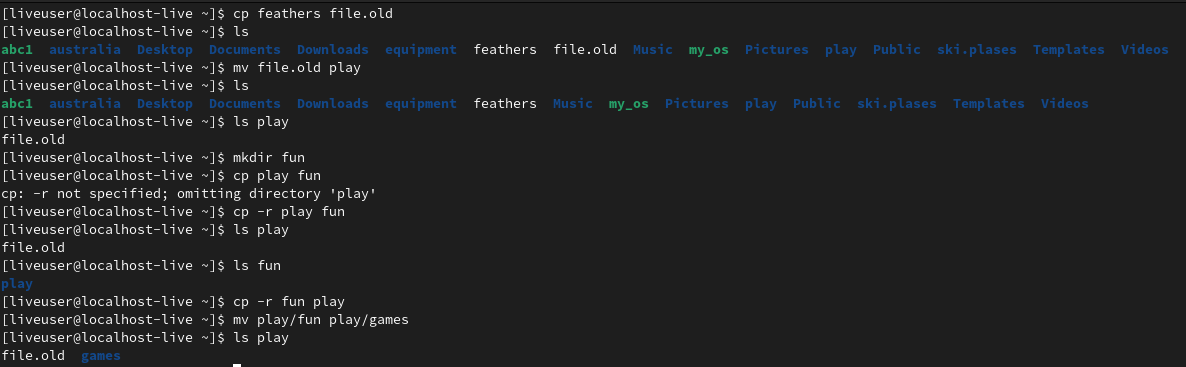 [liveuser@localhost-live ~]$ cp feathers file.old
[liveuser@localhost-live ~]$ ls
abc1 australia Desktop Documents Downloads equipment feathers file.old Music my_os Pictures play Public ski.plases Templates Videos
[liveuser@localhost-live ~]$ mv file.old play
[liveuser@localhost-live ~]$ ls
abc1 australia Desktop Documents Downloads equipment feathers Music my_os Pictures play Public ski.plases Templates Videos
[liveuser@localhost-live ~]$ ls play
file.old
[liveuser@localhost-live ~]$ mkdir fun
[liveuser@localhost-live ~]$ cp play fun
cp: -r not specified; omitting directory 'play'
[liveuser@localhost-live ~]$ cp -r play fun
[liveuser@localhost-live ~]$ ls play
file.old
[liveuser@localhost-live ~]$ ls fun
play
[liveuser@localhost-live ~]$ cp -r fun play
[liveuser@localhost-live ~]$ mv play/fun play/games
[liveuser@localhost-live ~]$ ls play
file.old games